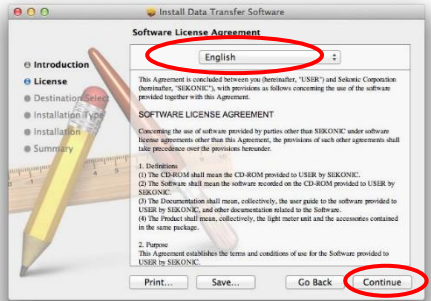 Install Data Transfer Software
Software License Agreement
English
Introduction
License
Destination Select
Installation Type
Installation
Summary
This Agreement is concluded between you (hereinafter, "USER") and Sekonic Corporation
(hereinafter, "SEKONIC"), with provisions as follows concerning the use of the software
provided together with this Agreement.
SOFTWARE LICENSE AGREEMENT
Concerning the use of software provided by parties other than SEKONIC under software
license agreements other than this Agreement, the provisions of such other agreements shall
take precedence over the provisions hereunder.
1. Definitions
(1) The CD-ROM shall mean the CD-ROM provided to USER by SEKONIC.
(2) The Software shall mean the software recorded on the CD-ROM provided to USER by
SEKONIC.
(3) The Documentation shall mean, collectively, the user guide to the software provided to
USER by SEKONIC, and other documentation related to the Software.
(4) The Product shall mean, collectively, the light meter unit and the accessories contained
in the same package.
2. Purpose
This Agreement establishes the terms and conditions of use for the Software provided to
USER by SEKONIC.
Print...
Save...
Go Back
Continue